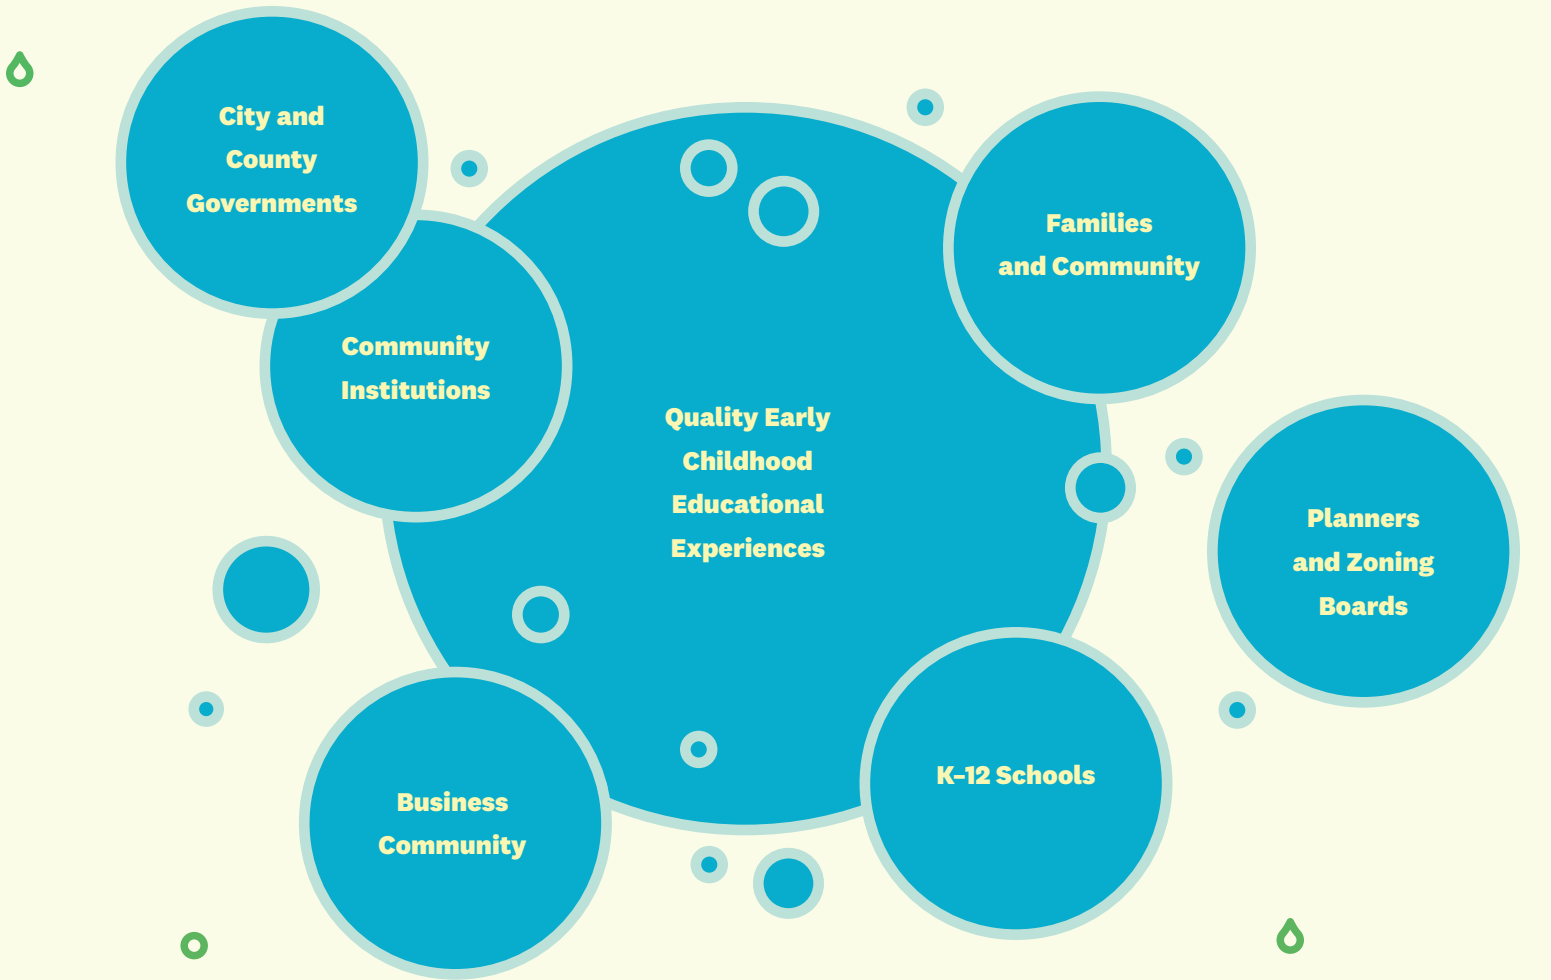 City and
County
Governments
Community
Institutions
Quality Early
Childhood
Educational
Experiences
Families
and Community
Planners
and Zoning
Boards
Business
Community
K–12 Schools